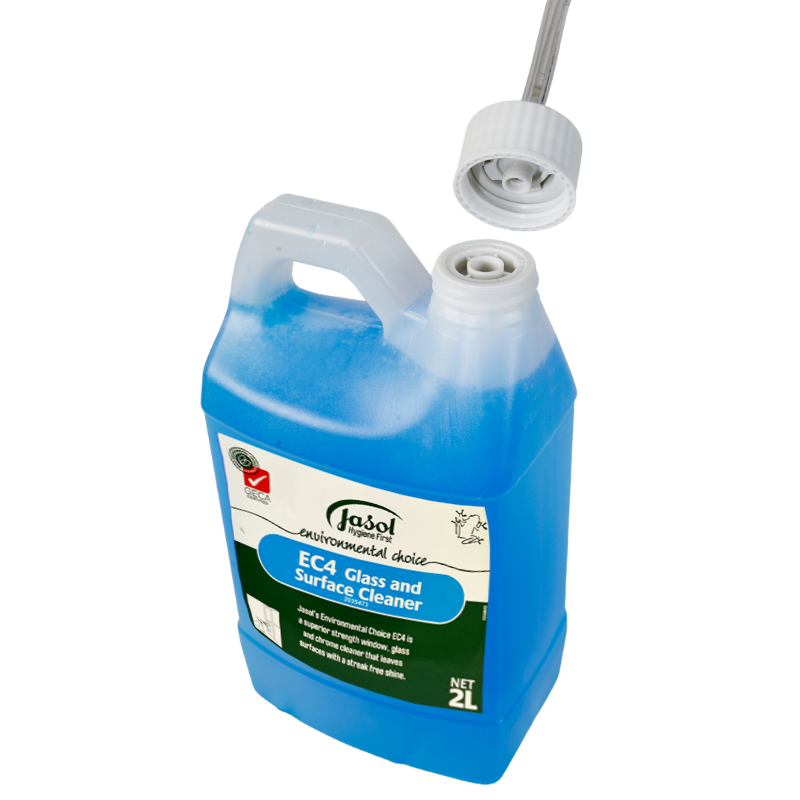 GECA
Jasol
Hygiene First
environmental choice
EC4 Glass and
Surface Cleaner
2035473
Jasol's Environmental Choice EC4 is
a superior strength window, glass
and chrome cleaner that leaves
surfaces with a streak free shine.
NET
2L